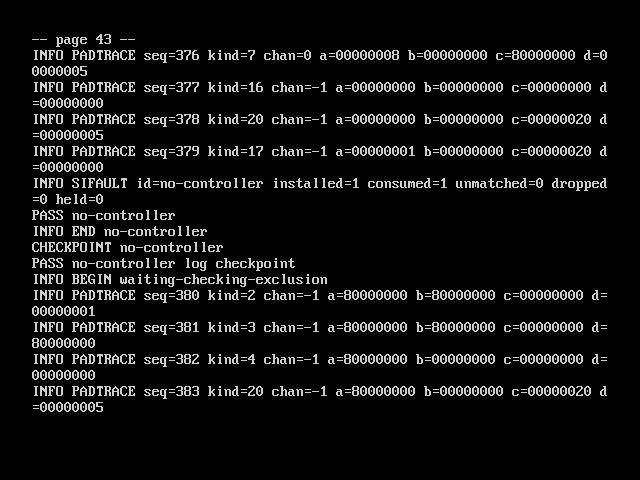 -- page 43 --
INFO PADTRACE seq=376 kind=7 chan=0 a=00000008 b=00000000 c=80000000 d=0
0000005
INFO PADTRACE seq=377 kind=16 chan=-1 a=00000000 b=00000000 c=00000000 d
=00000000
INFO PADTRACE seq=378 kind=20 chan=-1 a=00000000 b=00000000 c=00000020 d
=00000005
INFO PADTRACE seq=379 kind=17 chan=-1 a=00000001 b=00000000 c=00000020 d
=00000000
INFO SIFAULT id=no-controller installed=1 consumed=1 unmatched=0 dropped
=0 held=0
PASS no-controller
INFO END no-controller
CHECKPOINT no-controller
PASS no-controller log checkpoint
INFO BEGIN waiting-checking-exclusion
INFO PADTRACE seq=380 kind=2 chan=-1 a=80000000 b=80000000 c=00000000 d=
00000001
INFO PADTRACE seq=381 kind=3 chan=-1 a=80000000 b=80000000 c=00000000 d=
80000000
INFO PADTRACE seq=382 kind=4 chan=-1 a=80000000 b=00000000 c=00000000 d=
00000000
INFO PADTRACE seq=383 kind=20 chan=-1 a=80000000 b=00000000 c=00000020 d
=00000005